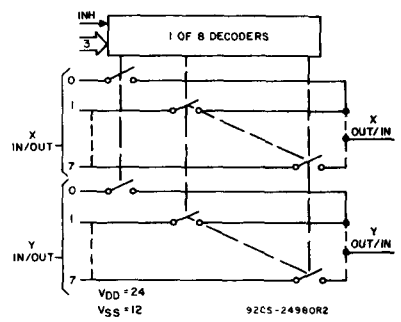 INH
3
1 OF 8 DECODERS
0
1
X
IN/OUT
7
X
OUT/IN
0
1
Y
IN/OUT
7
Y
OUT/IN
VDD = 24
VSS = 12
92CS-24980R2